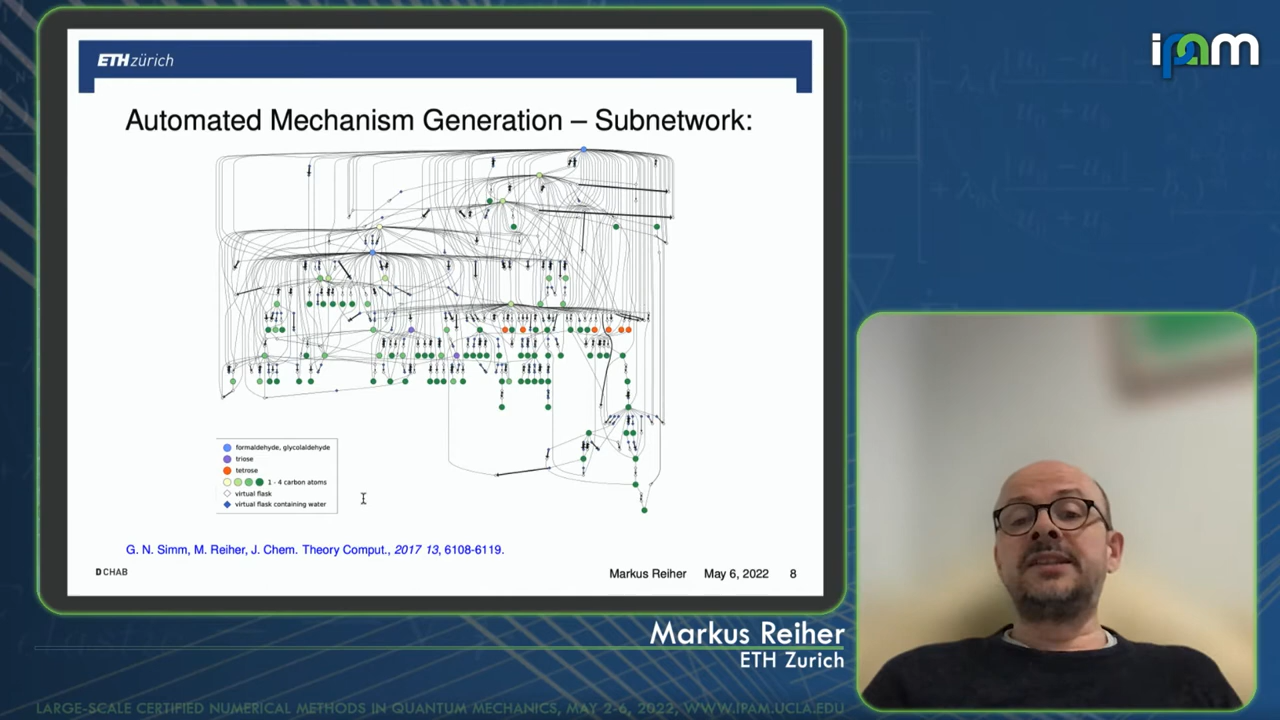 ETH zürich
ipam
Automated Mechanism Generation – Subnetwork:
formaldehyde, glycolaldehyde
triose
tetrose
1 - 4 carbon atoms
virtual flask
virtual flask containing water
G. N. Simm, M. Reiher, J. Chem. Theory Comput., 2017 13, 6108-6119.
D CHAB
Markus Reiher May 6, 2022 8
Markus Reiher
ETH Zurich
LARGE-SCALE CERTIFIED NUMERICAL METHODS IN QUANTUM MECHANICS, MAY 2-6, 2022, WWW.IPAM.UCLA.EDU